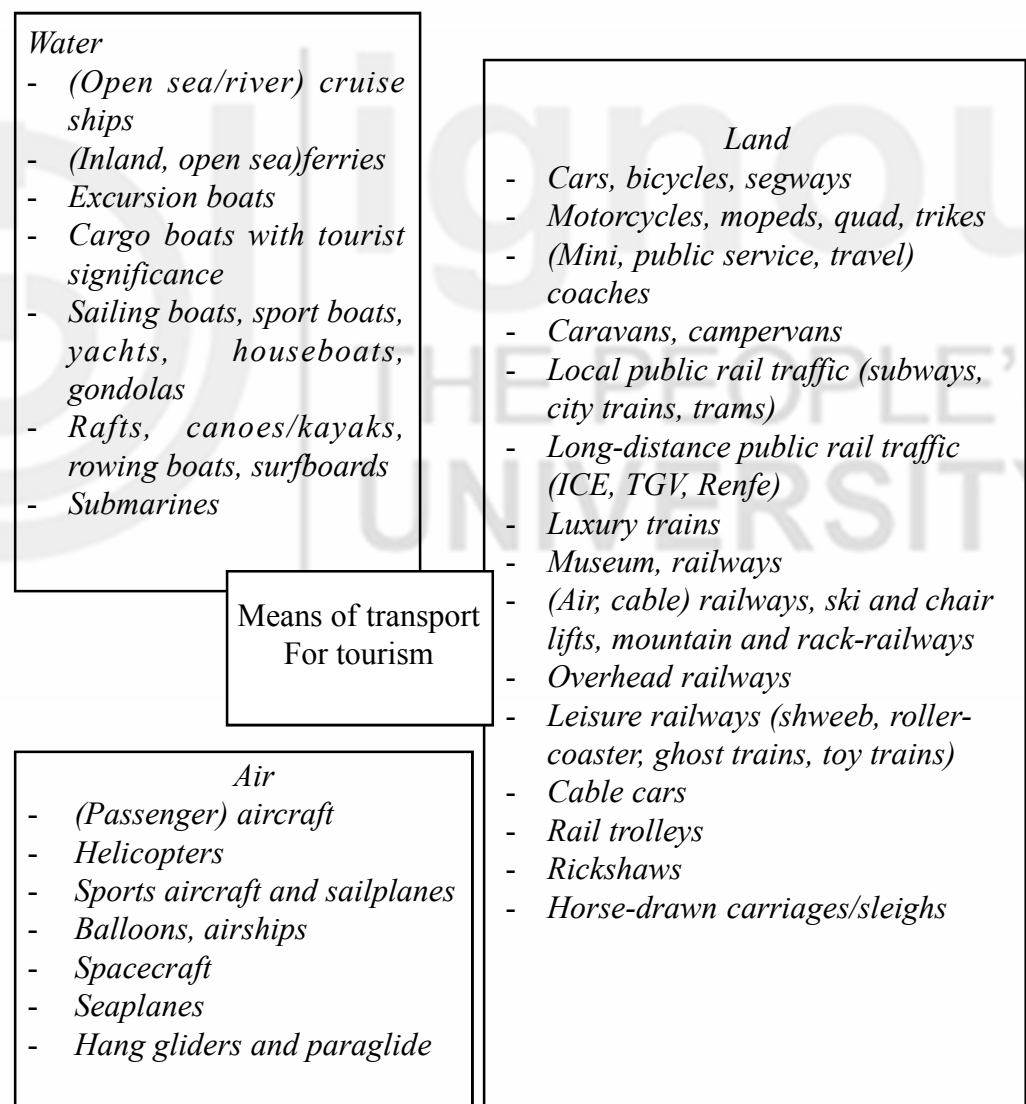 Water
- (Open sea/river) cruise
ships
- (Inland, open sea)ferries
- Excursion boats
- Cargo boats with tourist
significance
- Sailing boats, sport boats,
yachts, houseboats,
gondolas
- Rafts, canoes/kayaks,
rowing boats, surfboards
- Submarines
Means of transport
For tourism
Air
- (Passenger) aircraft
- Helicopters
- Sports aircraft and sailplanes
- Balloons, airships
- Spacecraft
- Seaplanes
- Hang gliders and paraglide
Land
- Cars, bicycles, segways
- Motorcycles, mopeds, quad, trikes
- (Mini, public service, travel)
coaches
- Caravans, campervans
- Local public rail traffic (subways,
city trains, trams)
- Long-distance public rail traffic
(ICE, TGV, Renfe)
- Luxury trains
- Museum, railways
- (Air, cable) railways, ski and chair
lifts, mountain and rack-railways
- Overhead railways
- Leisure railways (shweeb, roller-
coaster, ghost trains, toy trains)
- Cable cars
- Rail trolleys
- Rickshaws
- Horse-drawn carriages/sleighs
ignou
THE PEOPLE'
UNIVERSITY